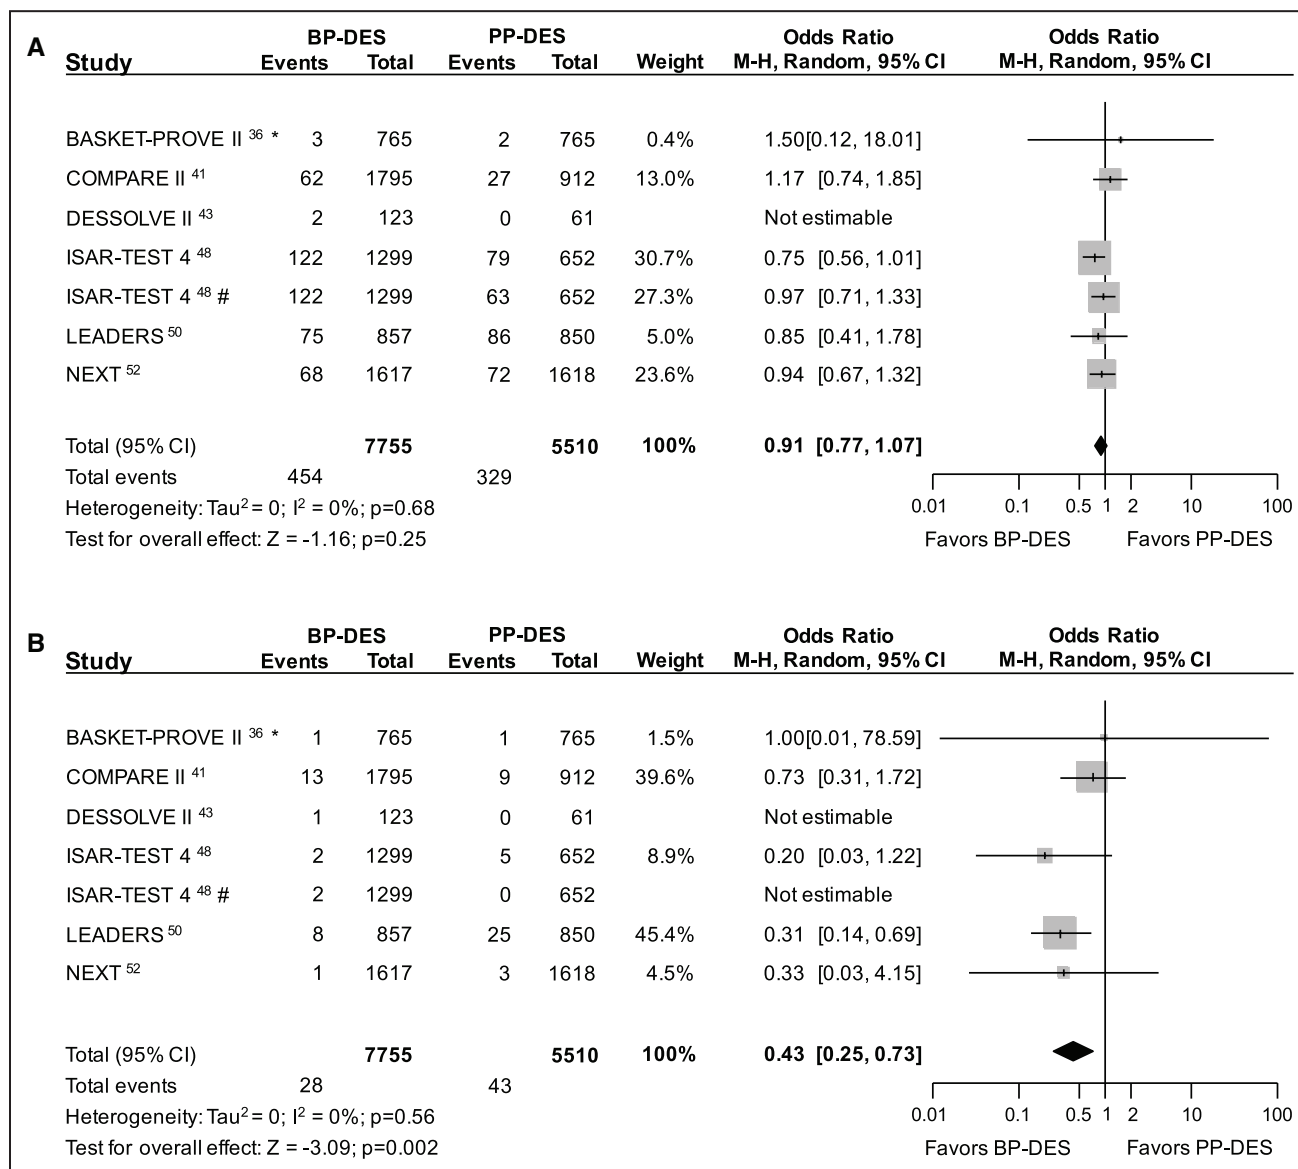 A
BP-DES PP-DES Odds Ratio Odds Ratio
Study Events Total Events Total Weight M-H, Random, 95% CI M-H, Random, 95% CI
BASKET-PROVE II 36 * 3 765 2 765 0.4% 1.50[0.12, 18.01]
COMPARE II 41 62 1795 27 912 13.0% 1.17 [0.74, 1.85]
DESSOLVE II 43 2 123 0 61 Not estimable
ISAR-TEST 4 48 122 1299 79 652 30.7% 0.75 [0.56, 1.01]
ISAR-TEST 4 48 # 122 1299 63 652 27.3% 0.97 [0.71, 1.33]
LEADERS 50 75 857 86 850 5.0% 0.85 [0.41, 1.78]
NEXT 52 68 1617 72 1618 23.6% 0.94 [0.67, 1.32]
Total (95% CI) 7755 5510 100% 0.91 [0.77, 1.07]
Total events 454 329
Heterogeneity: Tau² = 0; I² = 0%; p=0.68
Test for overall effect: Z = -1.16; p=0.25
0.01 0.1 0.5 1 2 10 100
Favors BP-DES Favors PP-DES
B
BP-DES PP-DES Odds Ratio Odds Ratio
Study Events Total Events Total Weight M-H, Random, 95% CI M-H, Random, 95% CI
BASKET-PROVE II 36 * 1 765 1 765 1.5% 1.00[0.01, 78.59]
COMPARE II 41 13 1795 9 912 39.6% 0.73 [0.31, 1.72]
DESSOLVE II 43 1 123 0 61 Not estimable
ISAR-TEST 4 48 2 1299 5 652 8.9% 0.20 [0.03, 1.22]
ISAR-TEST 4 48 # 2 1299 0 652 Not estimable
LEADERS 50 8 857 25 850 45.4% 0.31 [0.14, 0.69]
NEXT 52 1 1617 3 1618 4.5% 0.33 [0.03, 4.15]
Total (95% CI) 7755 5510 100% 0.43 [0.25, 0.73]
Total events 28 43
Heterogeneity: Tau² = 0; I² = 0%; p=0.56
Test for overall effect: Z = -3.09; p=0.002
0.01 0.1 0.5 1 2 10 100
Favors BP-DES Favors PP-DES